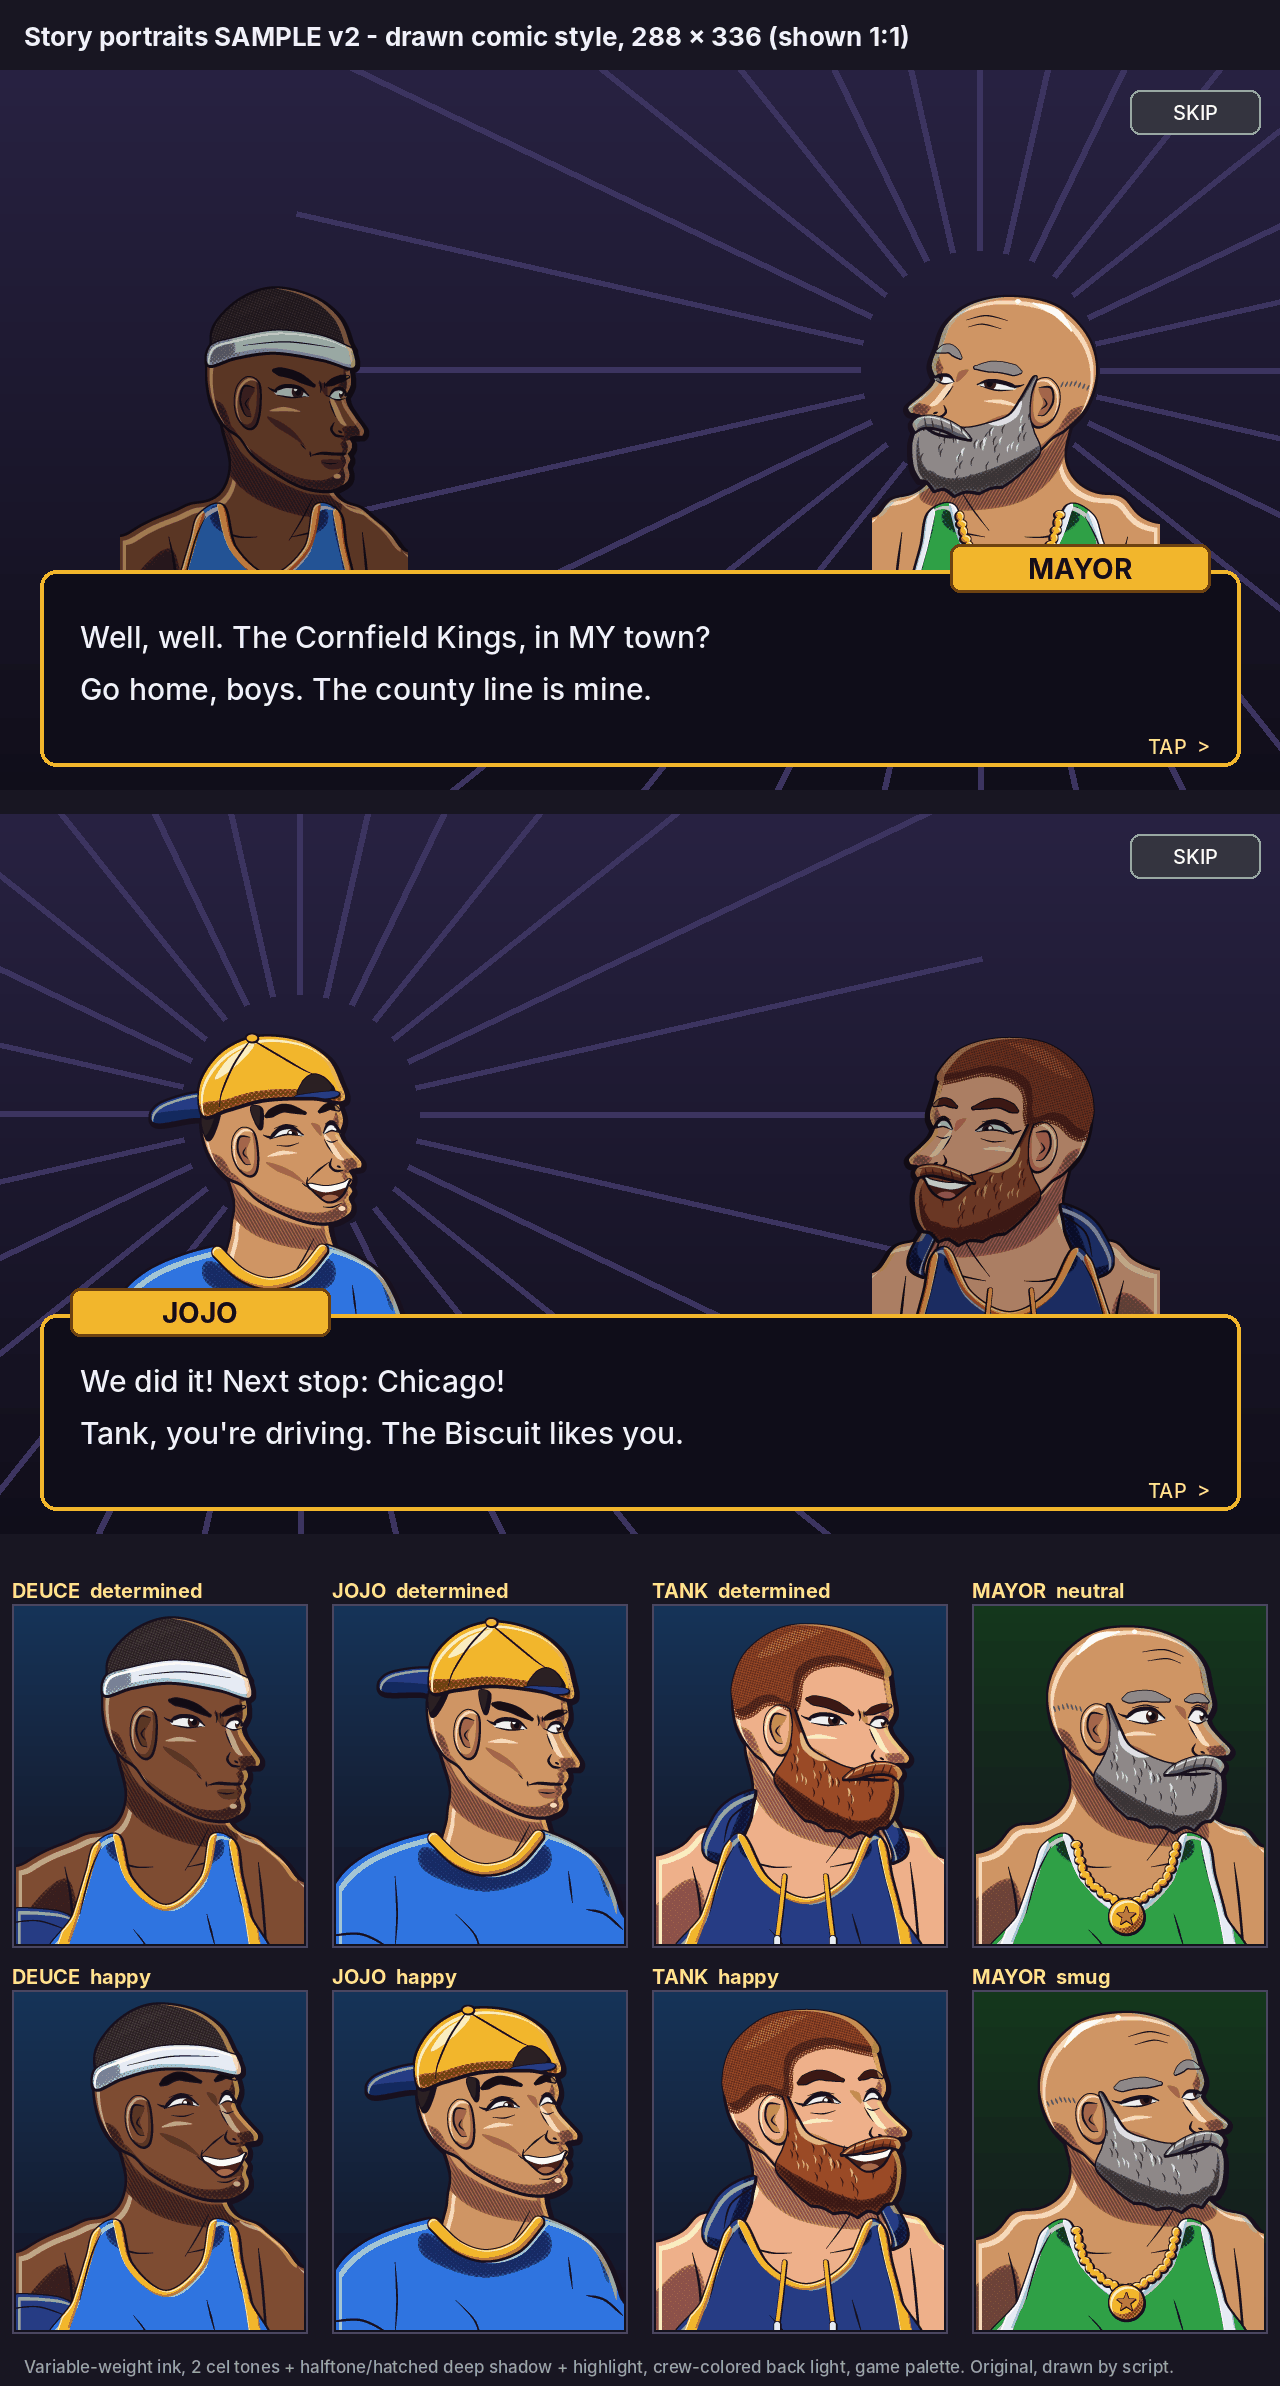 Story portraits SAMPLE v2 - drawn comic style, 288 × 336 (shown 1:1)
SKIP
MAYOR
Well, well. The Cornfield Kings, in MY town?
Go home, boys. The county line is mine.
TAP >
SKIP
JOJO
We did it! Next stop: Chicago!
Tank, you're driving. The Biscuit likes you.
TAP >
DEUCE determined
JOJO determined
TANK determined
MAYOR neutral
DEUCE happy
JOJO happy
TANK happy
MAYOR smug
Variable-weight ink, 2 cel tones + halftone/hatched deep shadow + highlight, crew-colored back light, game palette. Original, drawn by script.